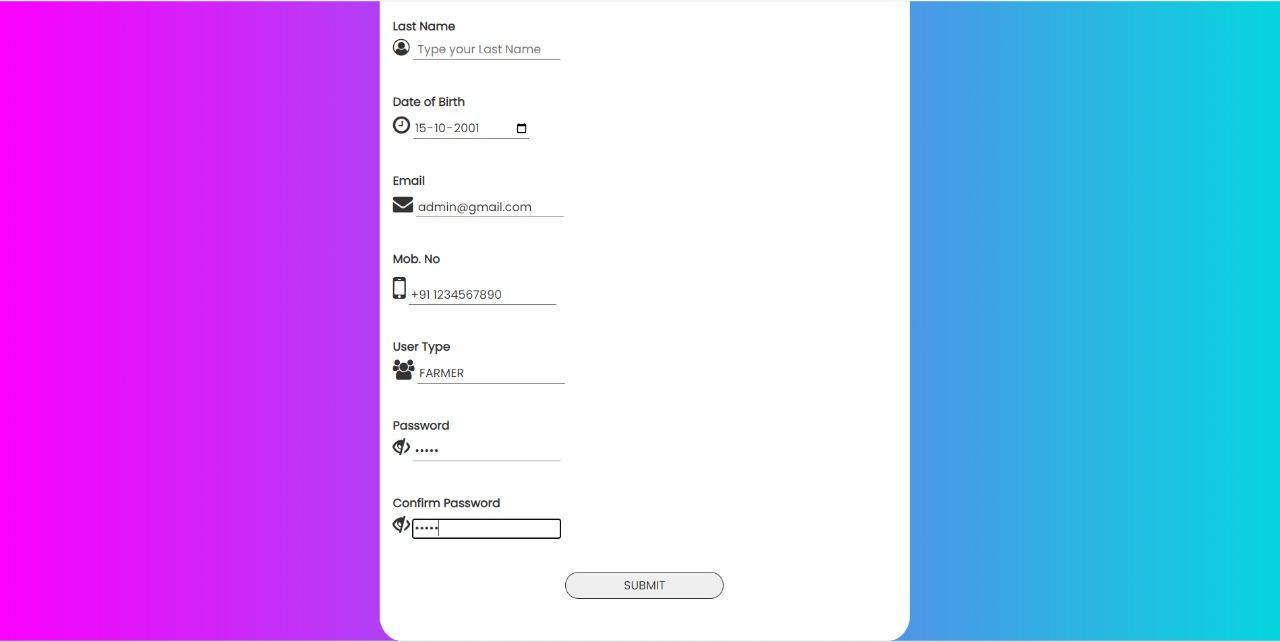 Last Name
Type your Last Name
Date of Birth
15-10-2001
Email
admin@gmail.com
Mob. No
+91 1234567890
User Type
FARMER
Password
•••••
Confirm Password
•••••
SUBMIT